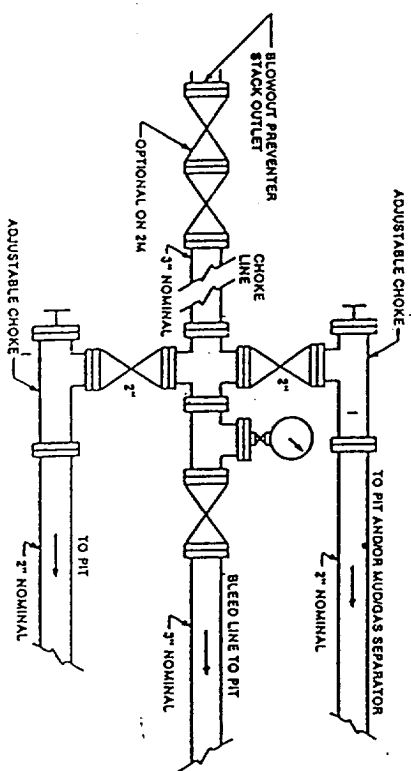 BLOWOUT PREVENTER
STACK OUTLET
OPTIONAL ON 2M
3" NOMINAL
CHOKE
LINE
ADJUSTABLE CHOKE
2"
TO PIT AND/OR MUD/GAS SEPARATOR
2" NOMINAL
BLEED LINE TO PIT
3" NOMINAL
ADJUSTABLE CHOKE
2"
TO PIT
2" NOMINAL